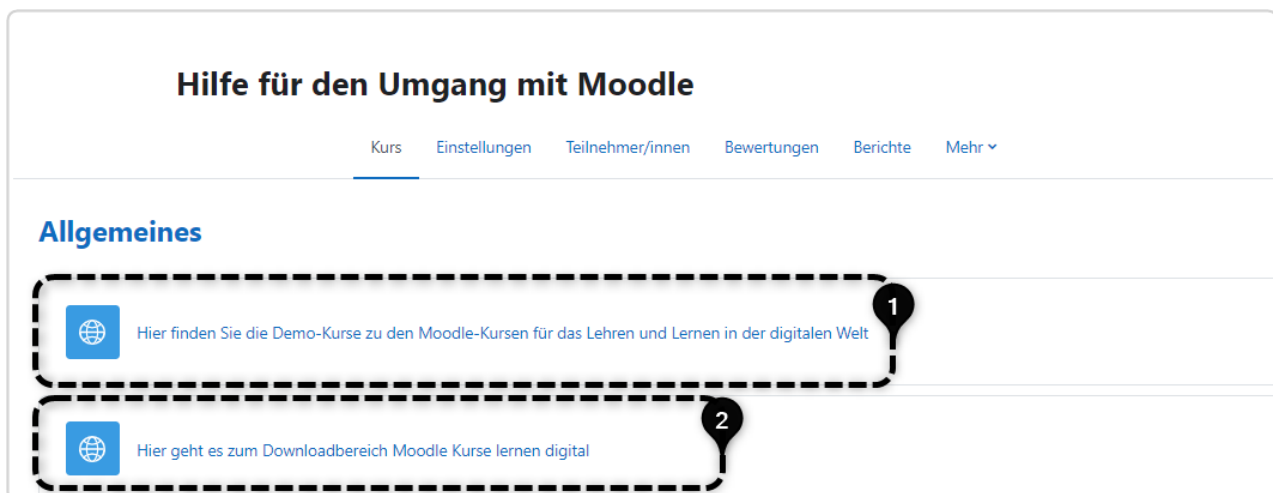 Hilfe für den Umgang mit Moodle
Kurs Einstellungen Teilnehmer/innen Bewertungen Berichte Mehr
Allgemeines
1
Hier finden Sie die Demo-Kurse zu den Moodle-Kursen für das Lehren und Lernen in der digitalen Welt
2
Hier geht es zum Downloadbereich Moodle Kurse lernen digital